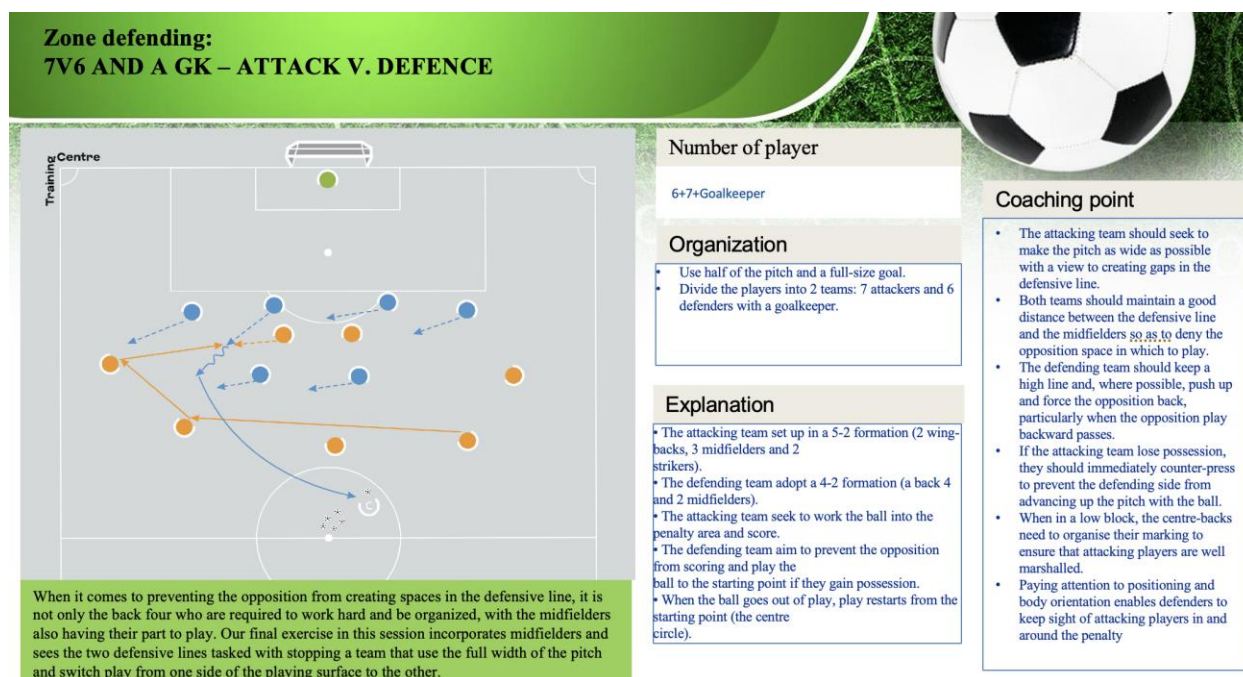 Zone defending:
7V6 AND A GK – ATTACK V. DEFENCE
Training Centre
C
When it comes to preventing the opposition from creating spaces in the defensive line, it is
not only the back four who are required to work hard and be organized, with the midfielders
also having their part to play. Our final exercise in this session incorporates midfielders and
sees the two defensive lines tasked with stopping a team that use the full width of the pitch
and switch play from one side of the playing surface to the other.
Number of player
6+7+Goalkeeper
Organization
• Use half of the pitch and a full-size goal.
• Divide the players into 2 teams: 7 attackers and 6
defenders with a goalkeeper.
Explanation
• The attacking team set up in a 5-2 formation (2 wing-
backs, 3 midfielders and 2
strikers).
• The defending team adopt a 4-2 formation (a back 4
and 2 midfielders).
• The attacking team seek to work the ball into the
penalty area and score.
• The defending team aim to prevent the opposition
from scoring and play the
ball to the starting point if they gain possession.
• When the ball goes out of play, play restarts from the
starting point (the centre
circle).
Coaching point
• The attacking team should seek to
make the pitch as wide as possible
with a view to creating gaps in the
defensive line.
• Both teams should maintain a good
distance between the defensive line
and the midfielders so as to deny the
opposition space in which to play.
• The defending team should keep a
high line and, where possible, push up
and force the opposition back,
particularly when the opposition play
backward passes.
• If the attacking team lose possession,
they should immediately counter-press
to prevent the defending side from
advancing up the pitch with the ball.
• When in a low block, the centre-backs
need to organise their marking to
ensure that attacking players are well
marshalled.
• Paying attention to positioning and
body orientation enables defenders to
keep sight of attacking players in and
around the penalty